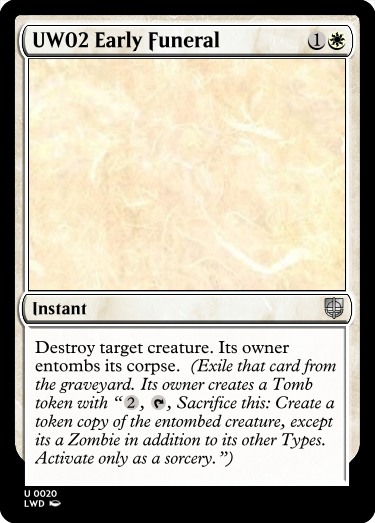 UW02 Early Funeral 1
Instant
Destroy target creature. Its owner
entombs its corpse. (Exile that card from
the graveyard. Its owner creates a Tomb
token with “2, , Sacrifice this: Create a
token copy of the entombed creature, except
its a Zombie in addition to its other Types.
Activate only as a sorcery.”)
U 0020
LWD